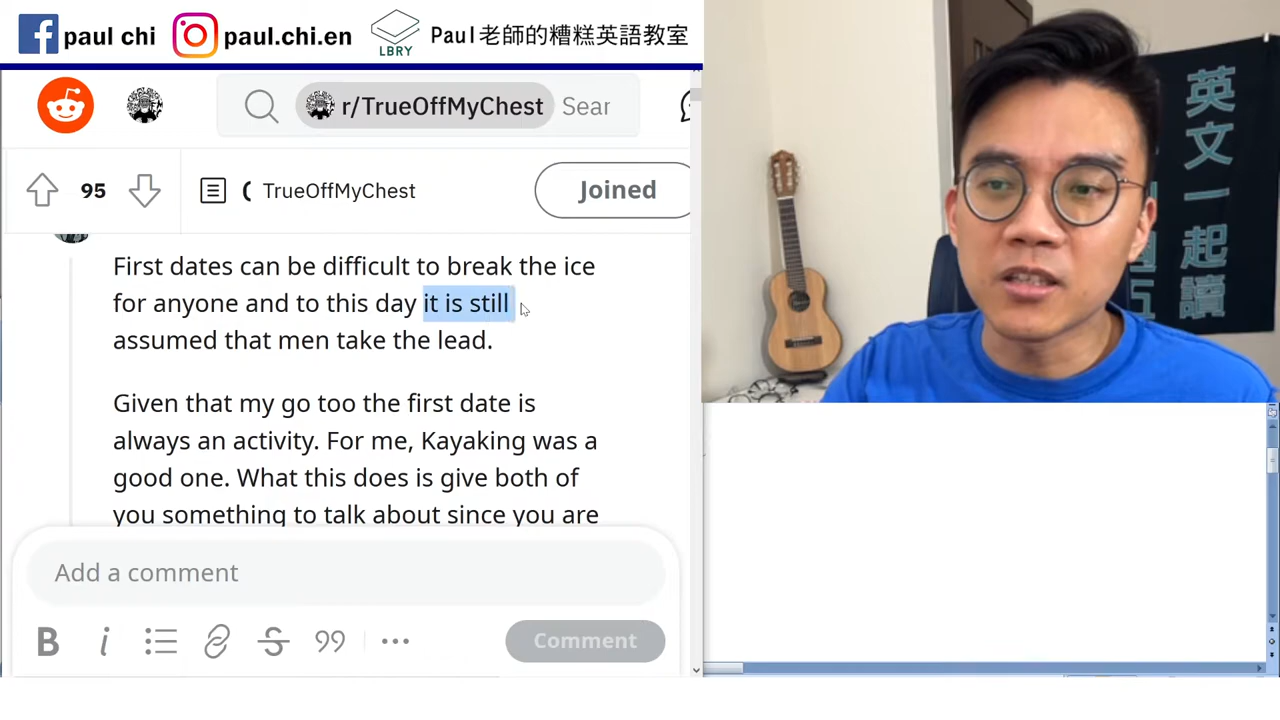 paul chi
paul.chi.en
LBRY
Paul老師的糟糕英語教室
r/TrueOffMyChest
Sear
95
( TrueOffMyChest
Joined
First dates can be difficult to break the ice
for anyone and to this day it is still
assumed that men take the lead.
Given that my go too the first date is
always an activity. For me, Kayaking was a
good one. What this does is give both of
you something to talk about since you are
Add a comment
B i S 99 ...
Comment
英文一起讀
五